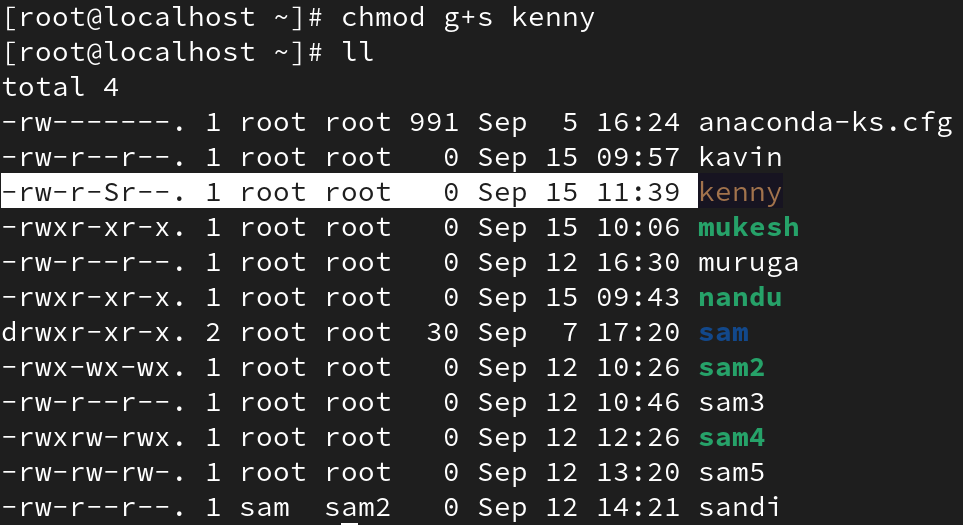 [root@localhost ~]# chmod g+s kenny
[root@localhost ~]# ll
total 4
-rw-------. 1 root root 991 Sep  5 16:24 anaconda-ks.cfg
-rw-r--r--. 1 root root   0 Sep 15 09:57 kavin
-rw-r-Sr--. 1 root root   0 Sep 15 11:39 kenny
-rwxr-xr-x. 1 root root   0 Sep 15 10:06 mukesh
-rw-r--r--. 1 root root   0 Sep 12 16:30 muruga
-rwxr-xr-x. 1 root root   0 Sep 15 09:43 nandu
drwxr-xr-x. 2 root root  30 Sep  7 17:20 sam
-rwx-wx-wx. 1 root root   0 Sep 12 10:26 sam2
-rw-r--r--. 1 root root   0 Sep 12 10:46 sam3
-rwxrw-rwx. 1 root root   0 Sep 12 12:26 sam4
-rw-rw-rw-. 1 root root   0 Sep 12 13:20 sam5
-rw-r--r--. 1 sam  sam2   0 Sep 12 14:21 sandi